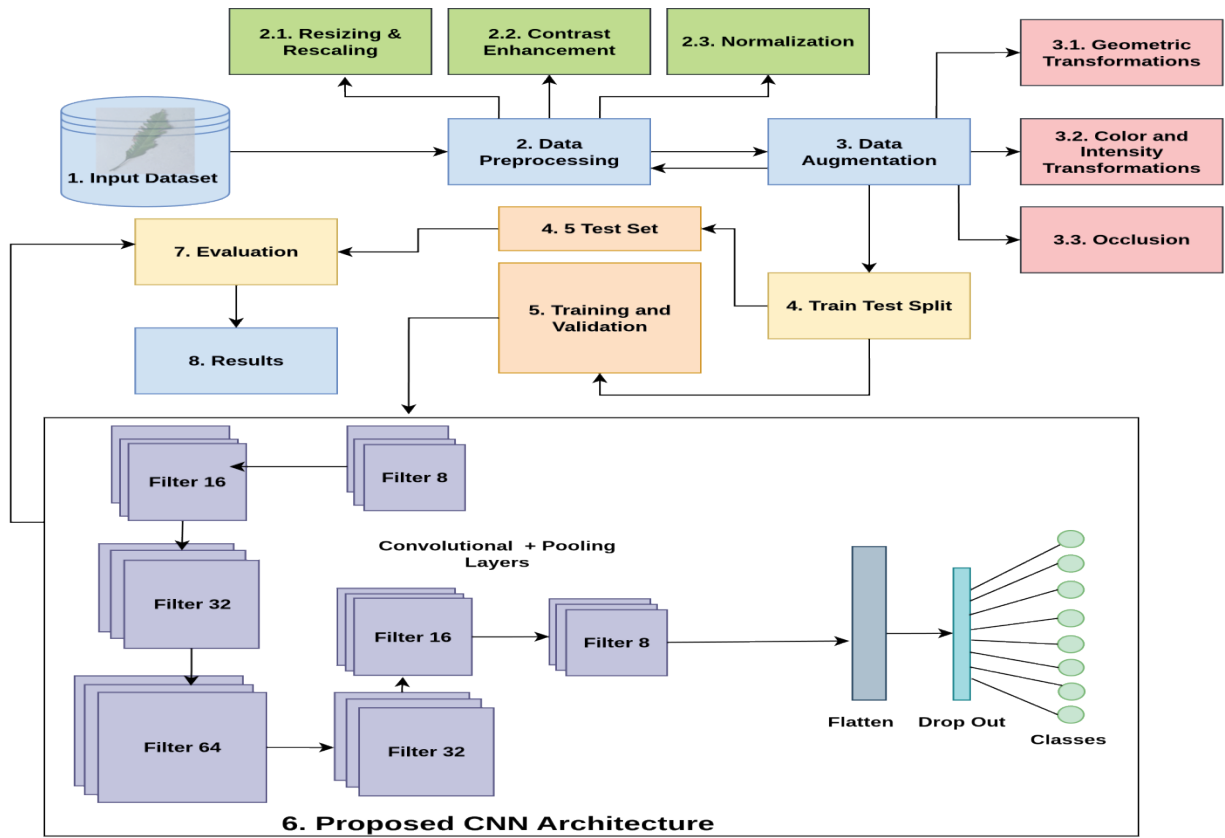 2.1. Resizing &
Rescaling
2.2. Contrast
Enhancement
2.3. Normalization
3.1. Geometric
Transformations
1. Input Dataset
2. Data
Preprocessing
3. Data
Augmentation
3.2. Color and
Intensity
Transformations
7. Evaluation
4. 5 Test Set
3.3. Occlusion
5. Training and
Validation
4. Train Test Split
8. Results
Filter 16
Filter 8
Convolutional + Pooling
Layers
Filter 32
Filter 16
Filter 8
Filter 64
Filter 32
Flatten
Drop Out
Classes
6. Proposed CNN Architecture